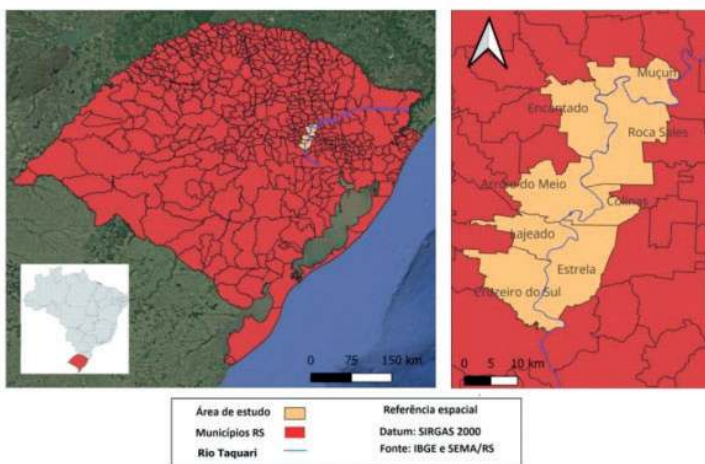 0 75 150 km
Muçum
Encantado
Roca Sales
Arroio do Meio
Colinas
Lajeado
Estrela
Cruzeiro do Sul
0 5 10 km
Área de estudo
Referência espacial
Municípios RS
Datum: SIRGAS 2000
Rio Taquari
Fonte: IBGE e SEMA/RS